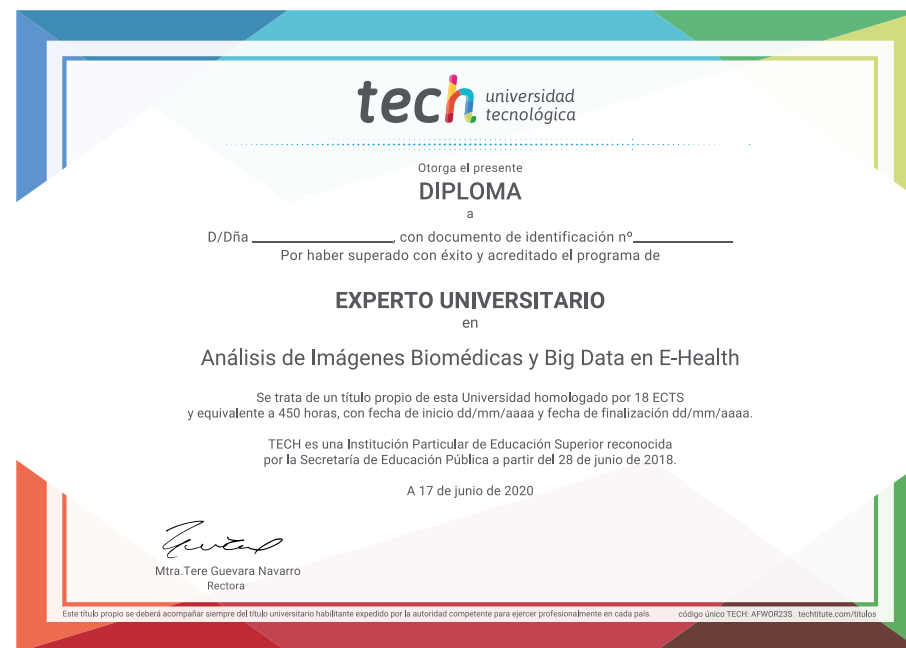 tech universidad
tecnológica
Otorga el presente
DIPLOMA
a
D/Dña ________________, con documento de identificación nº____________
Por haber superado con éxito y acreditado el programa de
EXPERTO UNIVERSITARIO
en
Análisis de Imágenes Biomédicas y Big Data en E-Health
Se trata de un título propio de esta Universidad homologado por 18 ECTS
y equivalente a 450 horas, con fecha de inicio dd/mm/aaaa y fecha de finalización dd/mm/aaaa.
TECH es una Institución Particular de Educación Superior reconocida
por la Secretaría de Educación Pública a partir del 28 de junio de 2018.
A 17 de junio de 2020
Mtra.Tere Guevara Navarro
Rectora
Este título propio se deberá acompañar siempre del título universitario habilitante expedido por la autoridad competente para ejercer profesionalmente en cada país. código único TECH: AFWOR23S techtitute.com/titulos